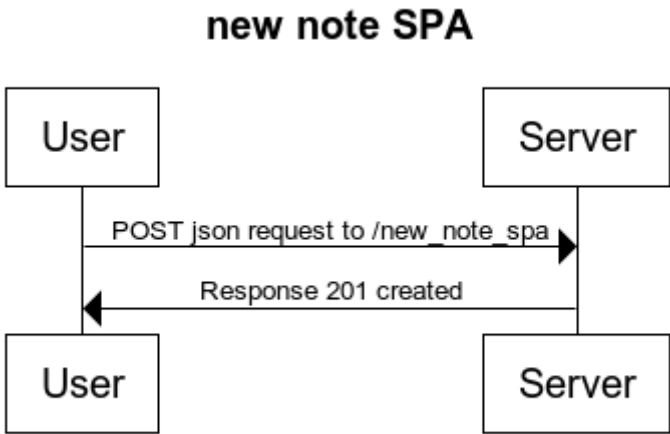 new note SPA
User
Server
POST json request to /new_note_spa
Response 201 created
User
Server